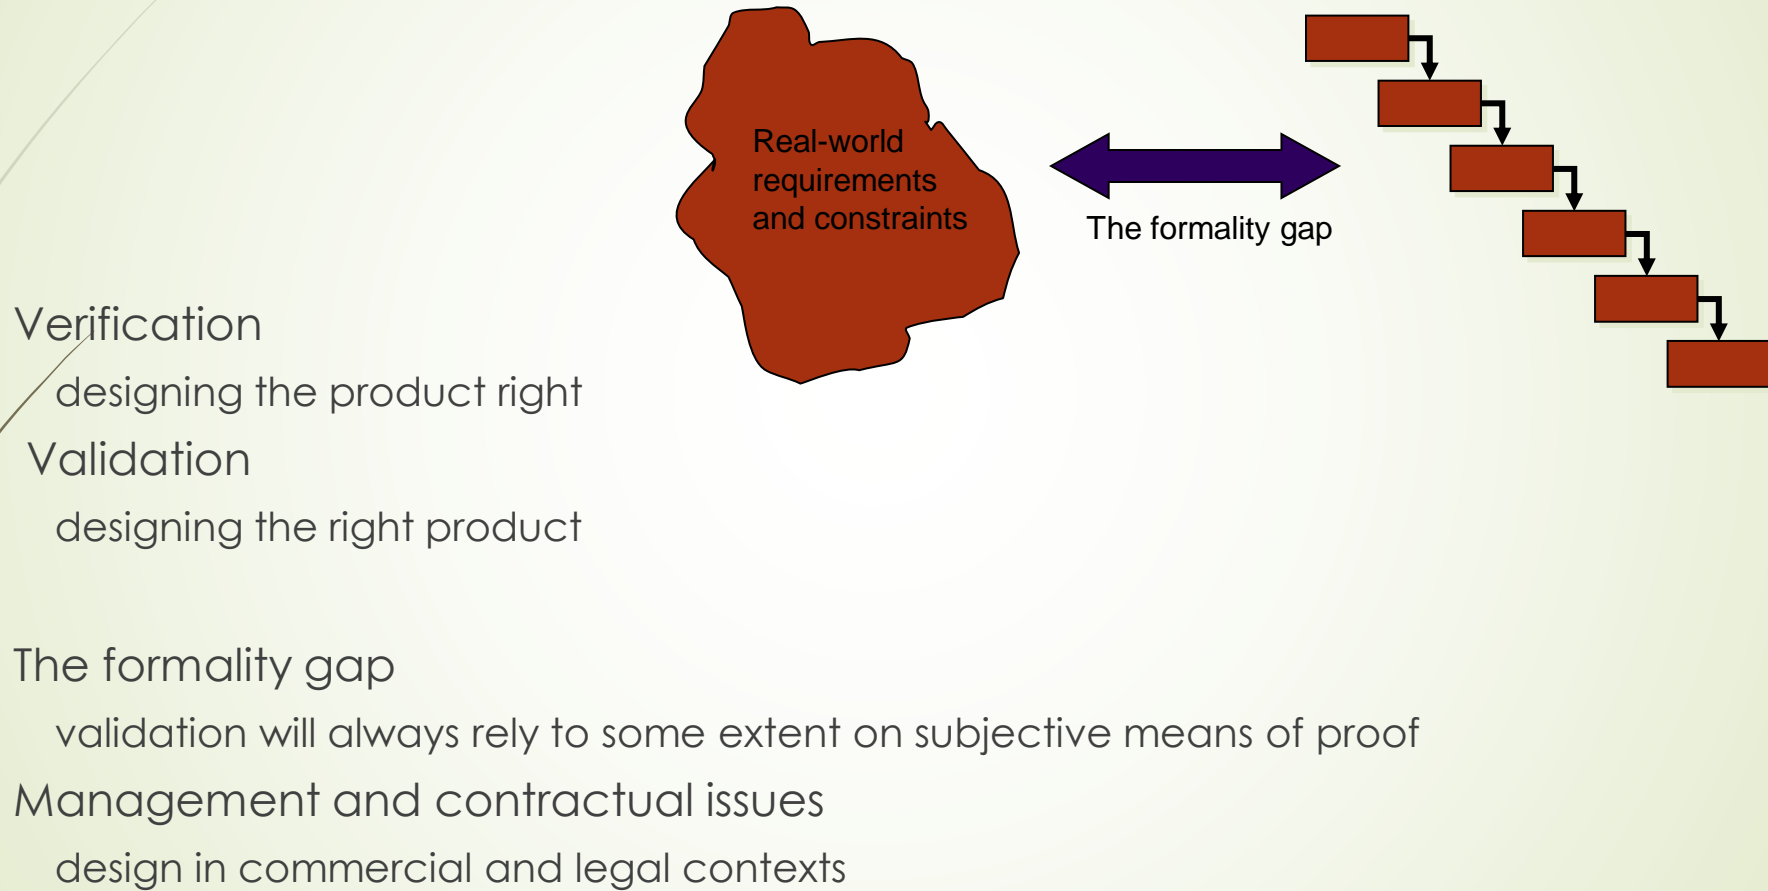 Real-world
requirements
and constraints
The formality gap
Verification
designing the product right
Validation
designing the right product
The formality gap
validation will always rely to some extent on subjective means of proof
Management and contractual issues
design in commercial and legal contexts